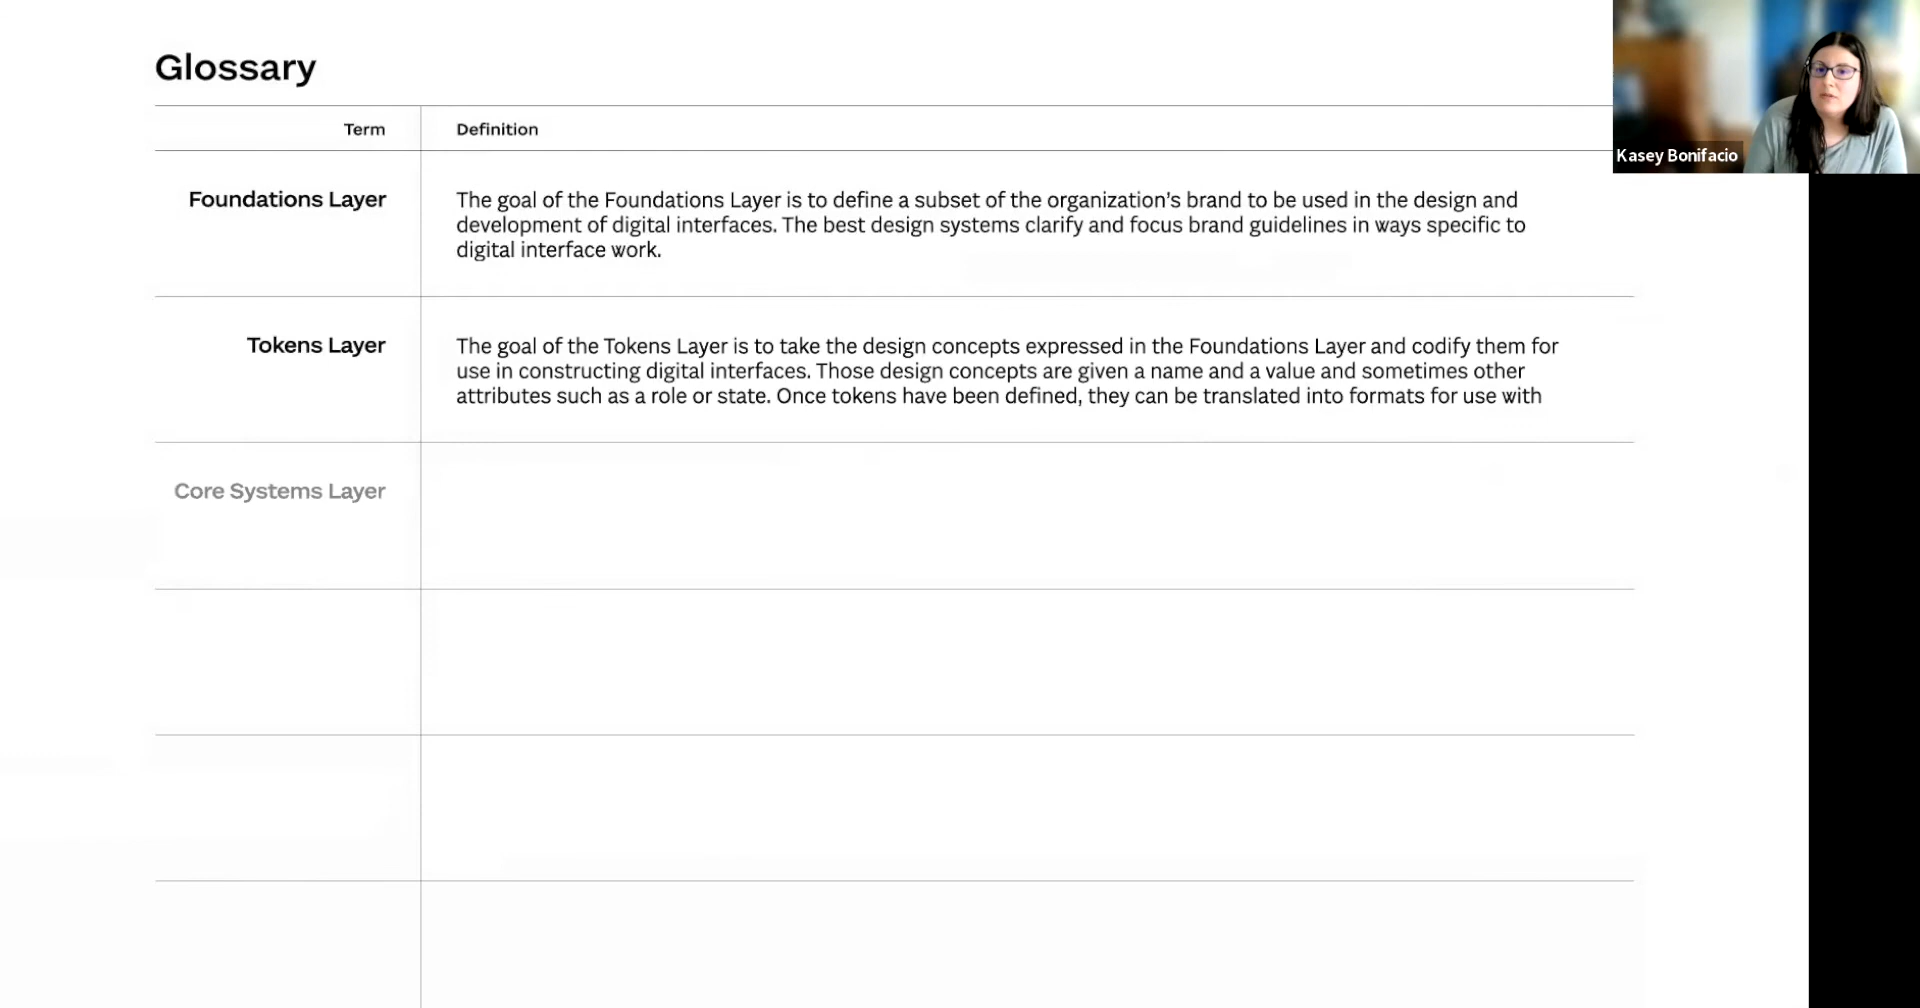 Glossary
Term
Definition
Foundations Layer
The goal of the Foundations Layer is to define a subset of the organization's brand to be used in the design and
development of digital interfaces. The best design systems clarify and focus brand guidelines in ways specific to
digital interface work.
Tokens Layer
The goal of the Tokens Layer is to take the design concepts expressed in the Foundations Layer and codify them for
use in constructing digital interfaces. Those design concepts are given a name and a value and sometimes other
attributes such as a role or state. Once tokens have been defined, they can be translated into formats for use with
Core Systems Layer
Kasey Bonifacio